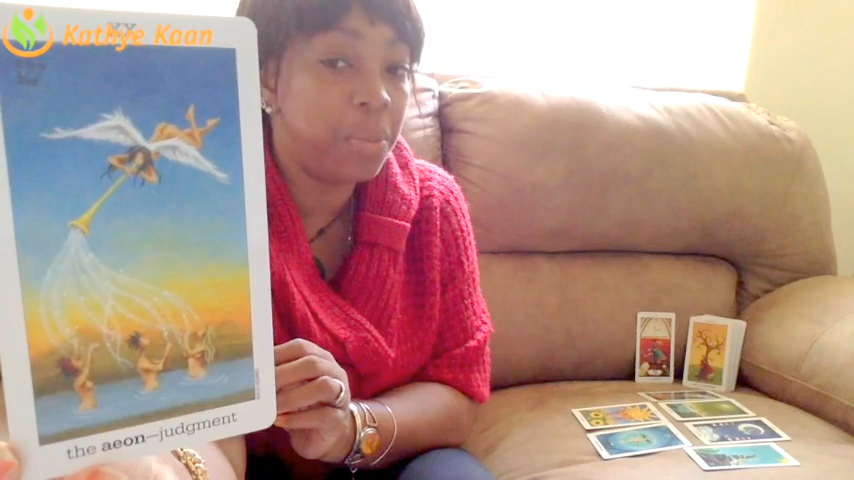 Kathye Kaan
XX
the aeon—judgment